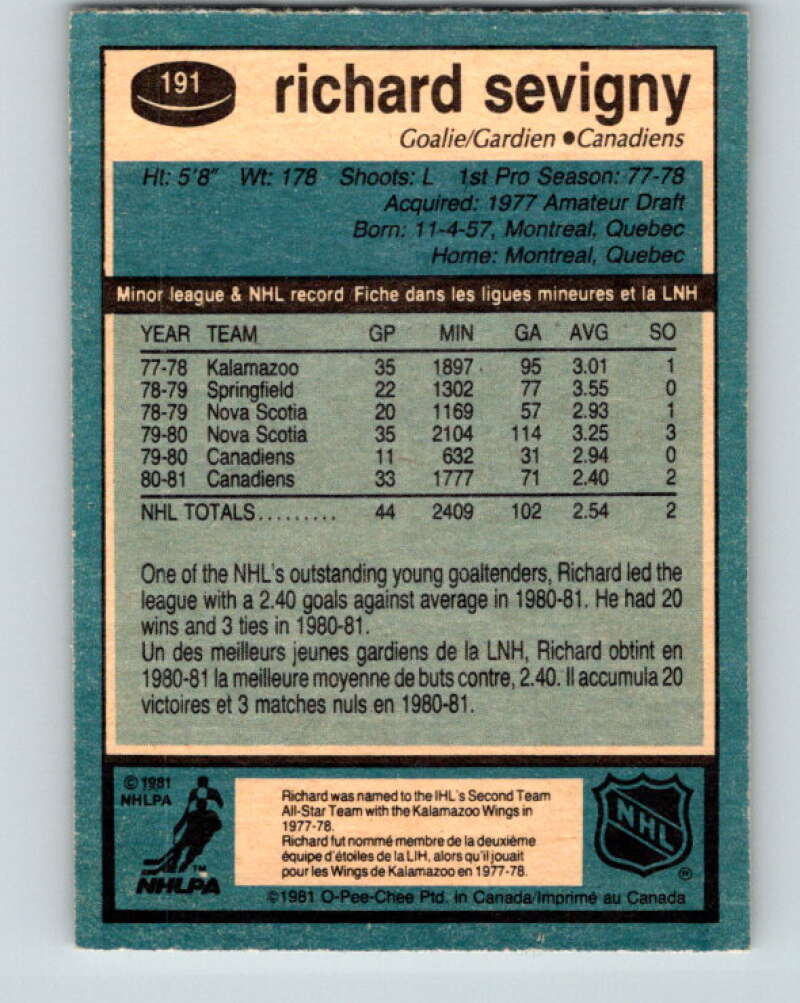 191
richard sevigny
Goalie/Gardien ●Canadiens
Ht: 5'8" Wt: 178 Shoots: L 1st Pro Season: 77-78
Acquired: 1977 Amateur Draft
Born: 11-4-57, Montreal, Quebec
Home: Montreal, Quebec
Minor league & NHL record Fiche dans les ligues mineures et la LNH
YEAR TEAM GP MIN GA AVG SO
77-78 Kalamazoo 35 1897 95 3.01 1
78-79 Springfield 22 1302 77 3.55 0
78-79 Nova Scotia 20 1169 57 2.93 1
79-80 Nova Scotia 35 2104 114 3.25 3
79-80 Canadiens 11 632 31 2.94 0
80-81 Canadiens 33 1777 71 2.40 2
NHL TOTALS......... 44 2409 102 2.54 2
One of the NHL's outstanding young goaltenders, Richard led the
league with a 2.40 goals against average in 1980-81. He had 20
wins and 3 ties in 1980-81.
Un des meilleurs jeunes gardiens de la LNH, Richard obtint en
1980-81 la meilleure moyenne de buts contre, 2.40. Il accumula 20
victoires et 3 matches nuls en 1980-81.
© 1981
NHLPA
NHLPA
TM
Richard was named to the IHL's Second Team
All-Star Team with the Kalamazoo Wings in
1977-78.
Richard fut nommé membre de la deuxième
équipe d'étoiles de la LIH, alors qu'il jouait
pour les Wings de Kalamazoo en 1977-78.
NHL
®
©1981 O-Pee-Chee Ptd. in Canada/Imprimé au Canada